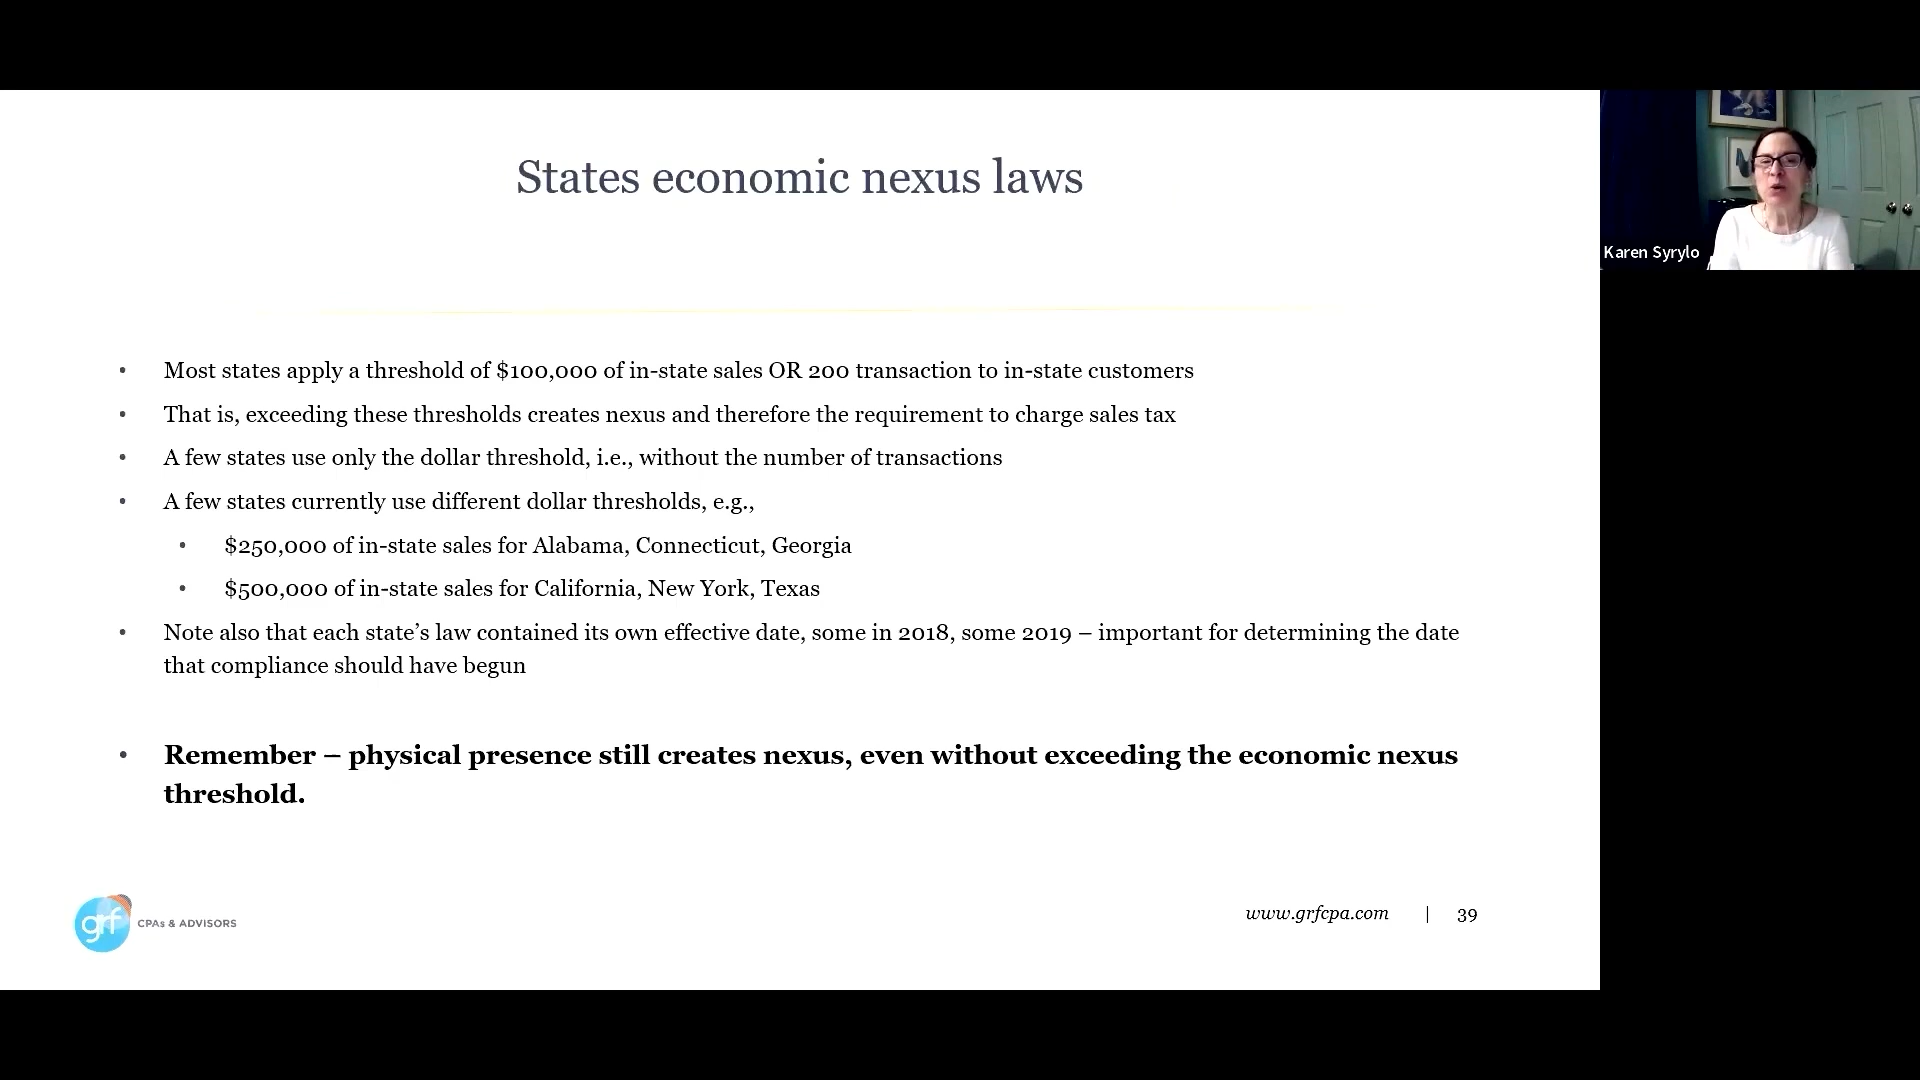 States economic nexus laws
Karen Syrylo
• Most states apply a threshold of $100,000 of in-state sales OR 200 transaction to in-state customers
• That is, exceeding these thresholds creates nexus and therefore the requirement to charge sales tax
• A few states use only the dollar threshold, i.e., without the number of transactions
• A few states currently use different dollar thresholds, e.g.,
• $250,000 of in-state sales for Alabama, Connecticut, Georgia
• $500,000 of in-state sales for California, New York, Texas
• Note also that each state’s law contained its own effective date, some in 2018, some 2019 – important for determining the date
that compliance should have begun
• Remember – physical presence still creates nexus, even without exceeding the economic nexus
threshold.
grf CPAs & ADVISORS
www.grfcpa.com | 39